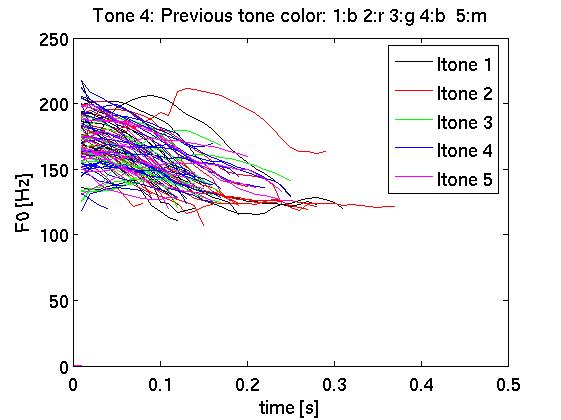 Tone 4: Previous tone color: 1:b 2:r 3:g 4:b 5:m
250
200
150
100
50
0
F0 [Hz]
ltone 1
ltone 2
ltone 3
ltone 4
ltone 5
0
0.1
0.2
0.3
0.4
0.5
time [s]